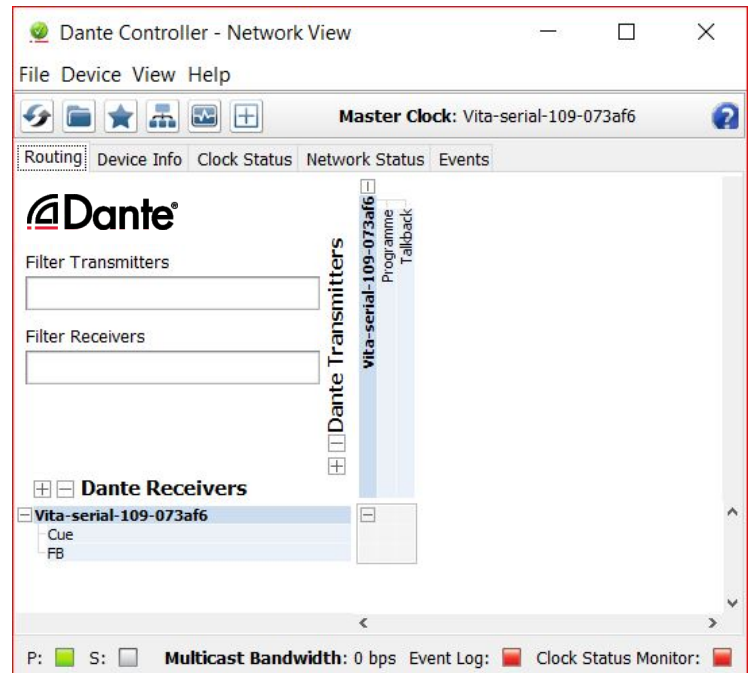 Dante Controller - Network View
File Device View Help
Master Clock: Vita-serial-109-073af6
Routing Device Info Clock Status Network Status Events
Dante®
Filter Transmitters
Filter Receivers
Dante Transmitters
Vita-serial-109-073af6
Programme
Talkback
Dante Receivers
Vita-serial-109-073af6
Cue
FB
P: S: Multicast Bandwidth: 0 bps Event Log: Clock Status Monitor: